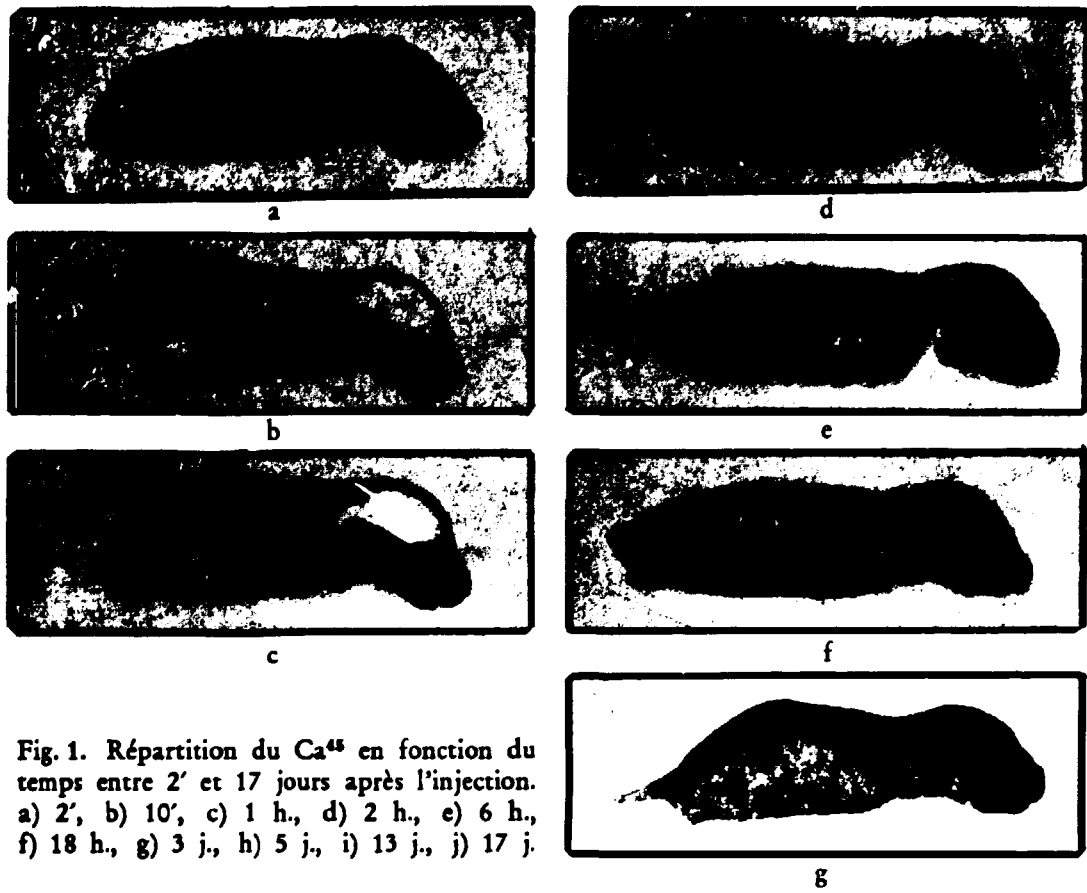 a
d
b
e
c
f
g
Fig. 1. Répartition du Ca⁴⁵ en fonction du
temps entre 2′ et 17 jours après l'injection.
a) 2′, b) 10′, c) 1 h., d) 2 h., e) 6 h.,
f) 18 h., g) 3 j., h) 5 j., i) 13 j., j) 17 j.